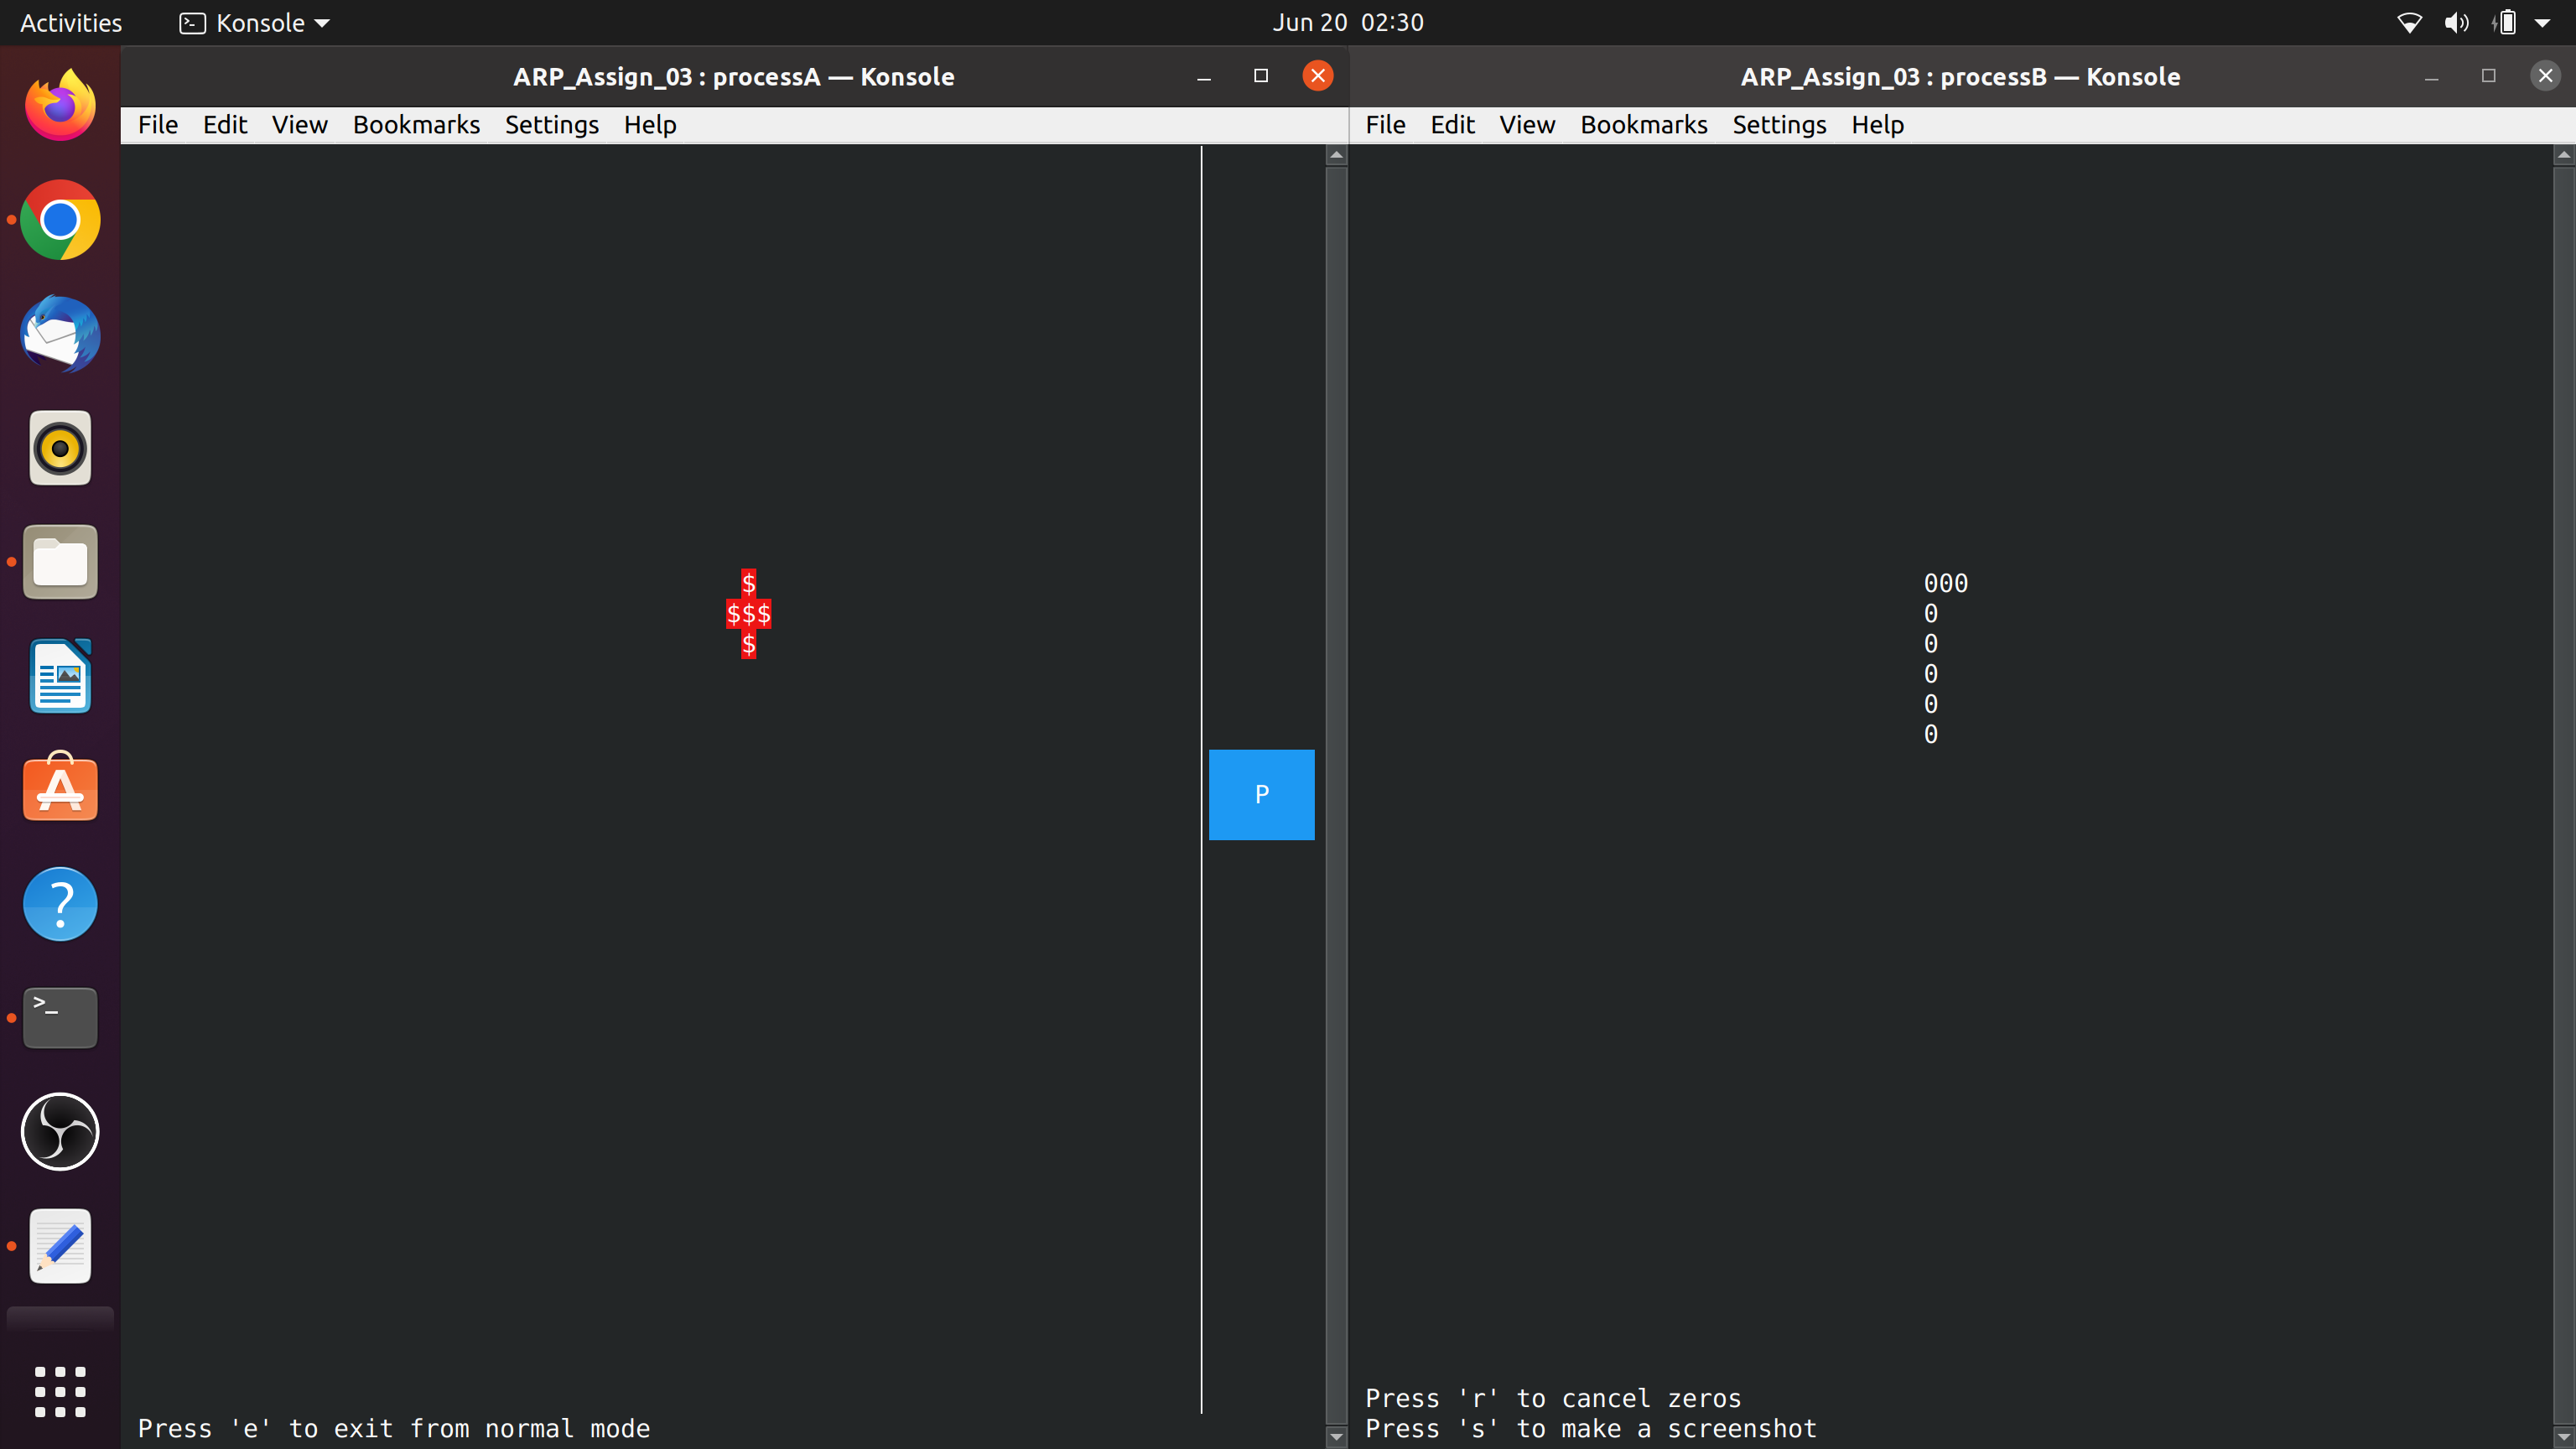 Activities Konsole Jun 20 02:30
ARP_Assign_03 : processA — Konsole
File Edit View Bookmarks Settings Help
$
$$$
$
P
Press 'e' to exit from normal mode
ARP_Assign_03 : processB — Konsole
File Edit View Bookmarks Settings Help
000
0
0
0
0
0
Press 'r' to cancel zeros
Press 's' to make a screenshot